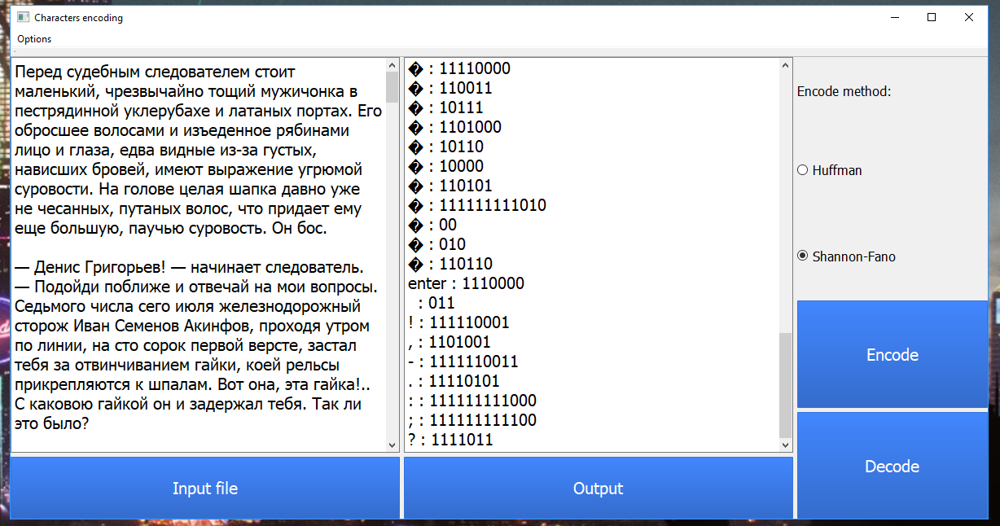 Characters encoding
Options
Перед судебным следователем стоит
маленький, чрезвычайно тощий мужичонка в
пестрядинной уклерубахе и латаных портах. Его
обросшее волосами и изъеденное рябинами
лицо и глаза, едва видные из-за густых,
нависших бровей, имеют выражение угрюмой
суровости. На голове целая шапка давно уже
не чесанных, путаных волос, что придает ему
еще большую, паучью суровость. Он бос.
— Денис Григорьев! — начинает следователь.
— Подойди поближе и отвечай на мои вопросы.
Седьмого числа сего июля железнодорожный
сторож Иван Семенов Акинфов, проходя утром
по линии, на сто сорок первой версте, застал
тебя за отвинчиванием гайки, коей рельсы
прикрепляются к шпалам. Вот она, эта гайка!..
С каковою гайкой он и задержал тебя. Так ли
это было?
� : 11110000
� : 110011
� : 10111
� : 1101000
� : 10110
� : 10000
� : 110101
� : 111111111010
� : 00
� : 010
� : 110110
enter : 1110000
: 011
! : 111110001
, : 1101001
- : 1111110011
. : 11110101
: : 111111111000
; : 111111111100
? : 1111011
Encode method:
Huffman
Shannon-Fano
Encode
Decode
Input file
Output